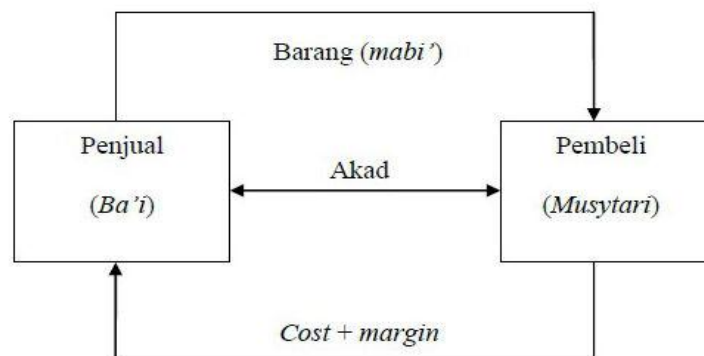 Barang (mabi’)
Penjual
(Ba’i)
Akad
Pembeli
(Musytari)
Cost + margin